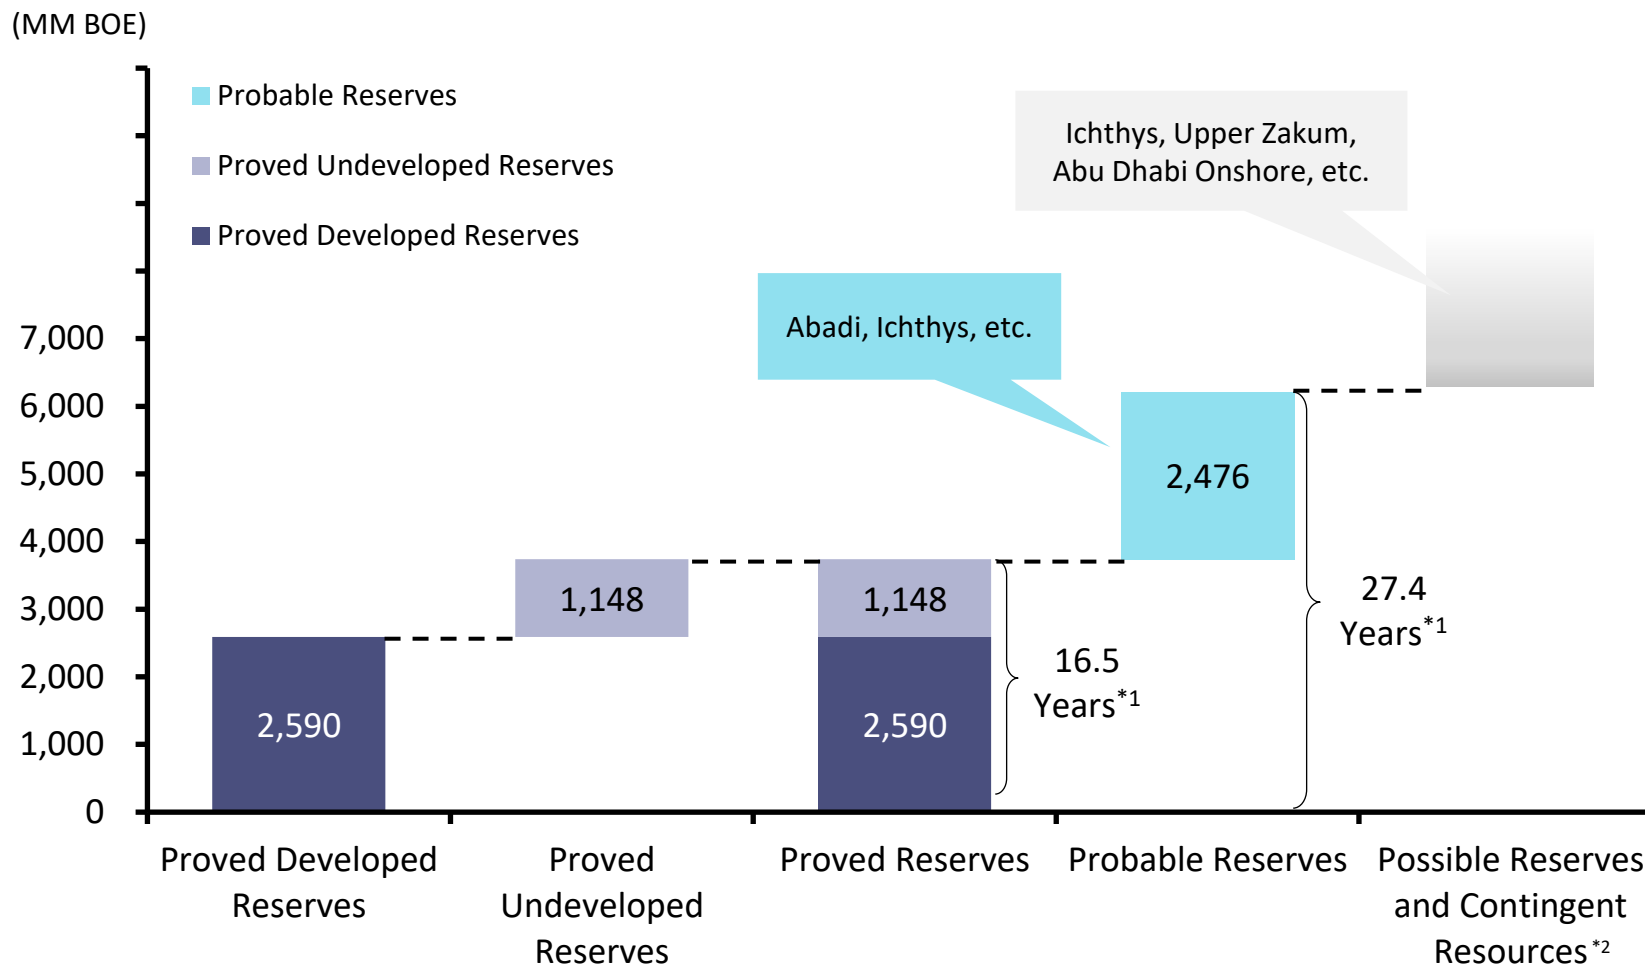 (MM BOE)
Probable Reserves
Proved Undeveloped Reserves
Proved Developed Reserves
Ichthys, Upper Zakum,
Abu Dhabi Onshore, etc.
Abadi, Ichthys, etc.
7,000
6,000
5,000
4,000
3,000
2,000
1,000
0
2,590
1,148
1,148
2,590
16.5
Years*1
2,476
27.4
Years*1
Proved Developed
Reserves
Proved
Undeveloped
Reserves
Proved Reserves
Probable Reserves
Possible Reserves
and Contingent
Resources *2